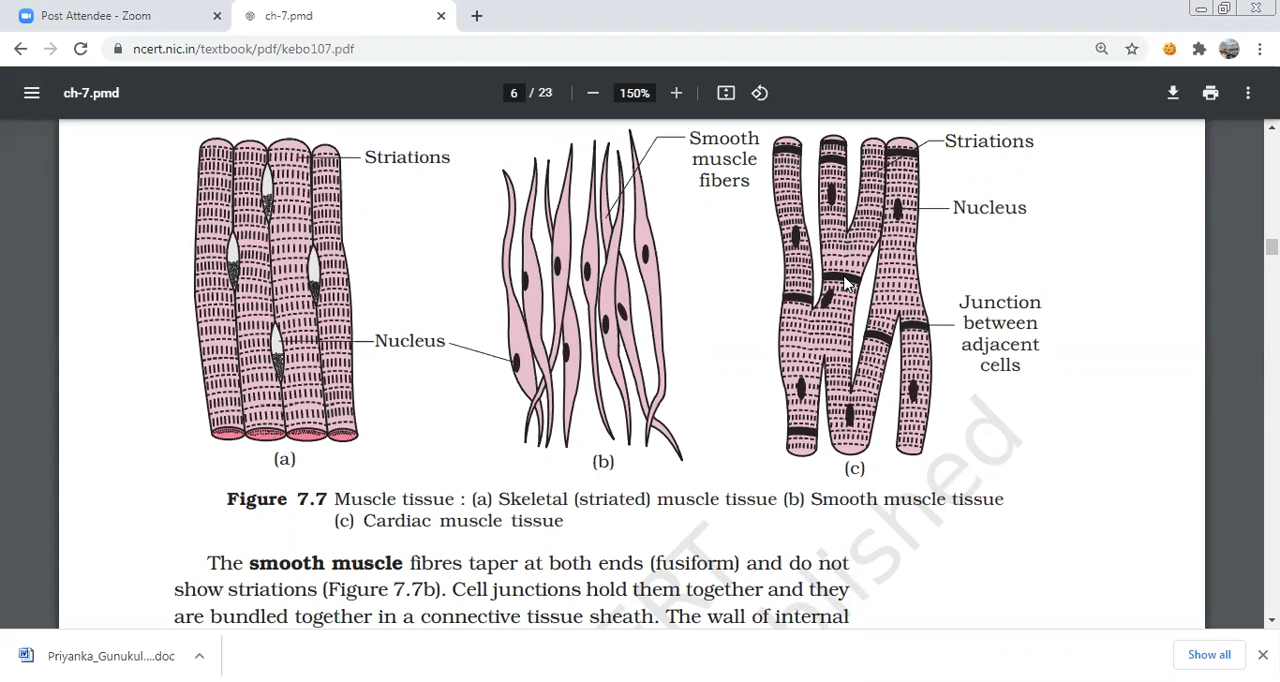 Post Attendee - Zoom
ch-7.pmd
ncert.nic.in/textbook/pdf/kebo107.pdf
ch-7.pmd
6 / 23
150%
Striations
Nucleus
(a)
Smooth
muscle
fibers
(b)
Striations
Nucleus
Junction
between
adjacent
cells
(c)
Figure 7.7 Muscle tissue : (a) Skeletal (striated) muscle tissue (b) Smooth muscle tissue
(c) Cardiac muscle tissue
The smooth muscle fibres taper at both ends (fusiform) and do not
show striations (Figure 7.7b). Cell junctions hold them together and they
are bundled together in a connective tissue sheath. The wall of internal
Priyanka_Gunukul....doc
Show all